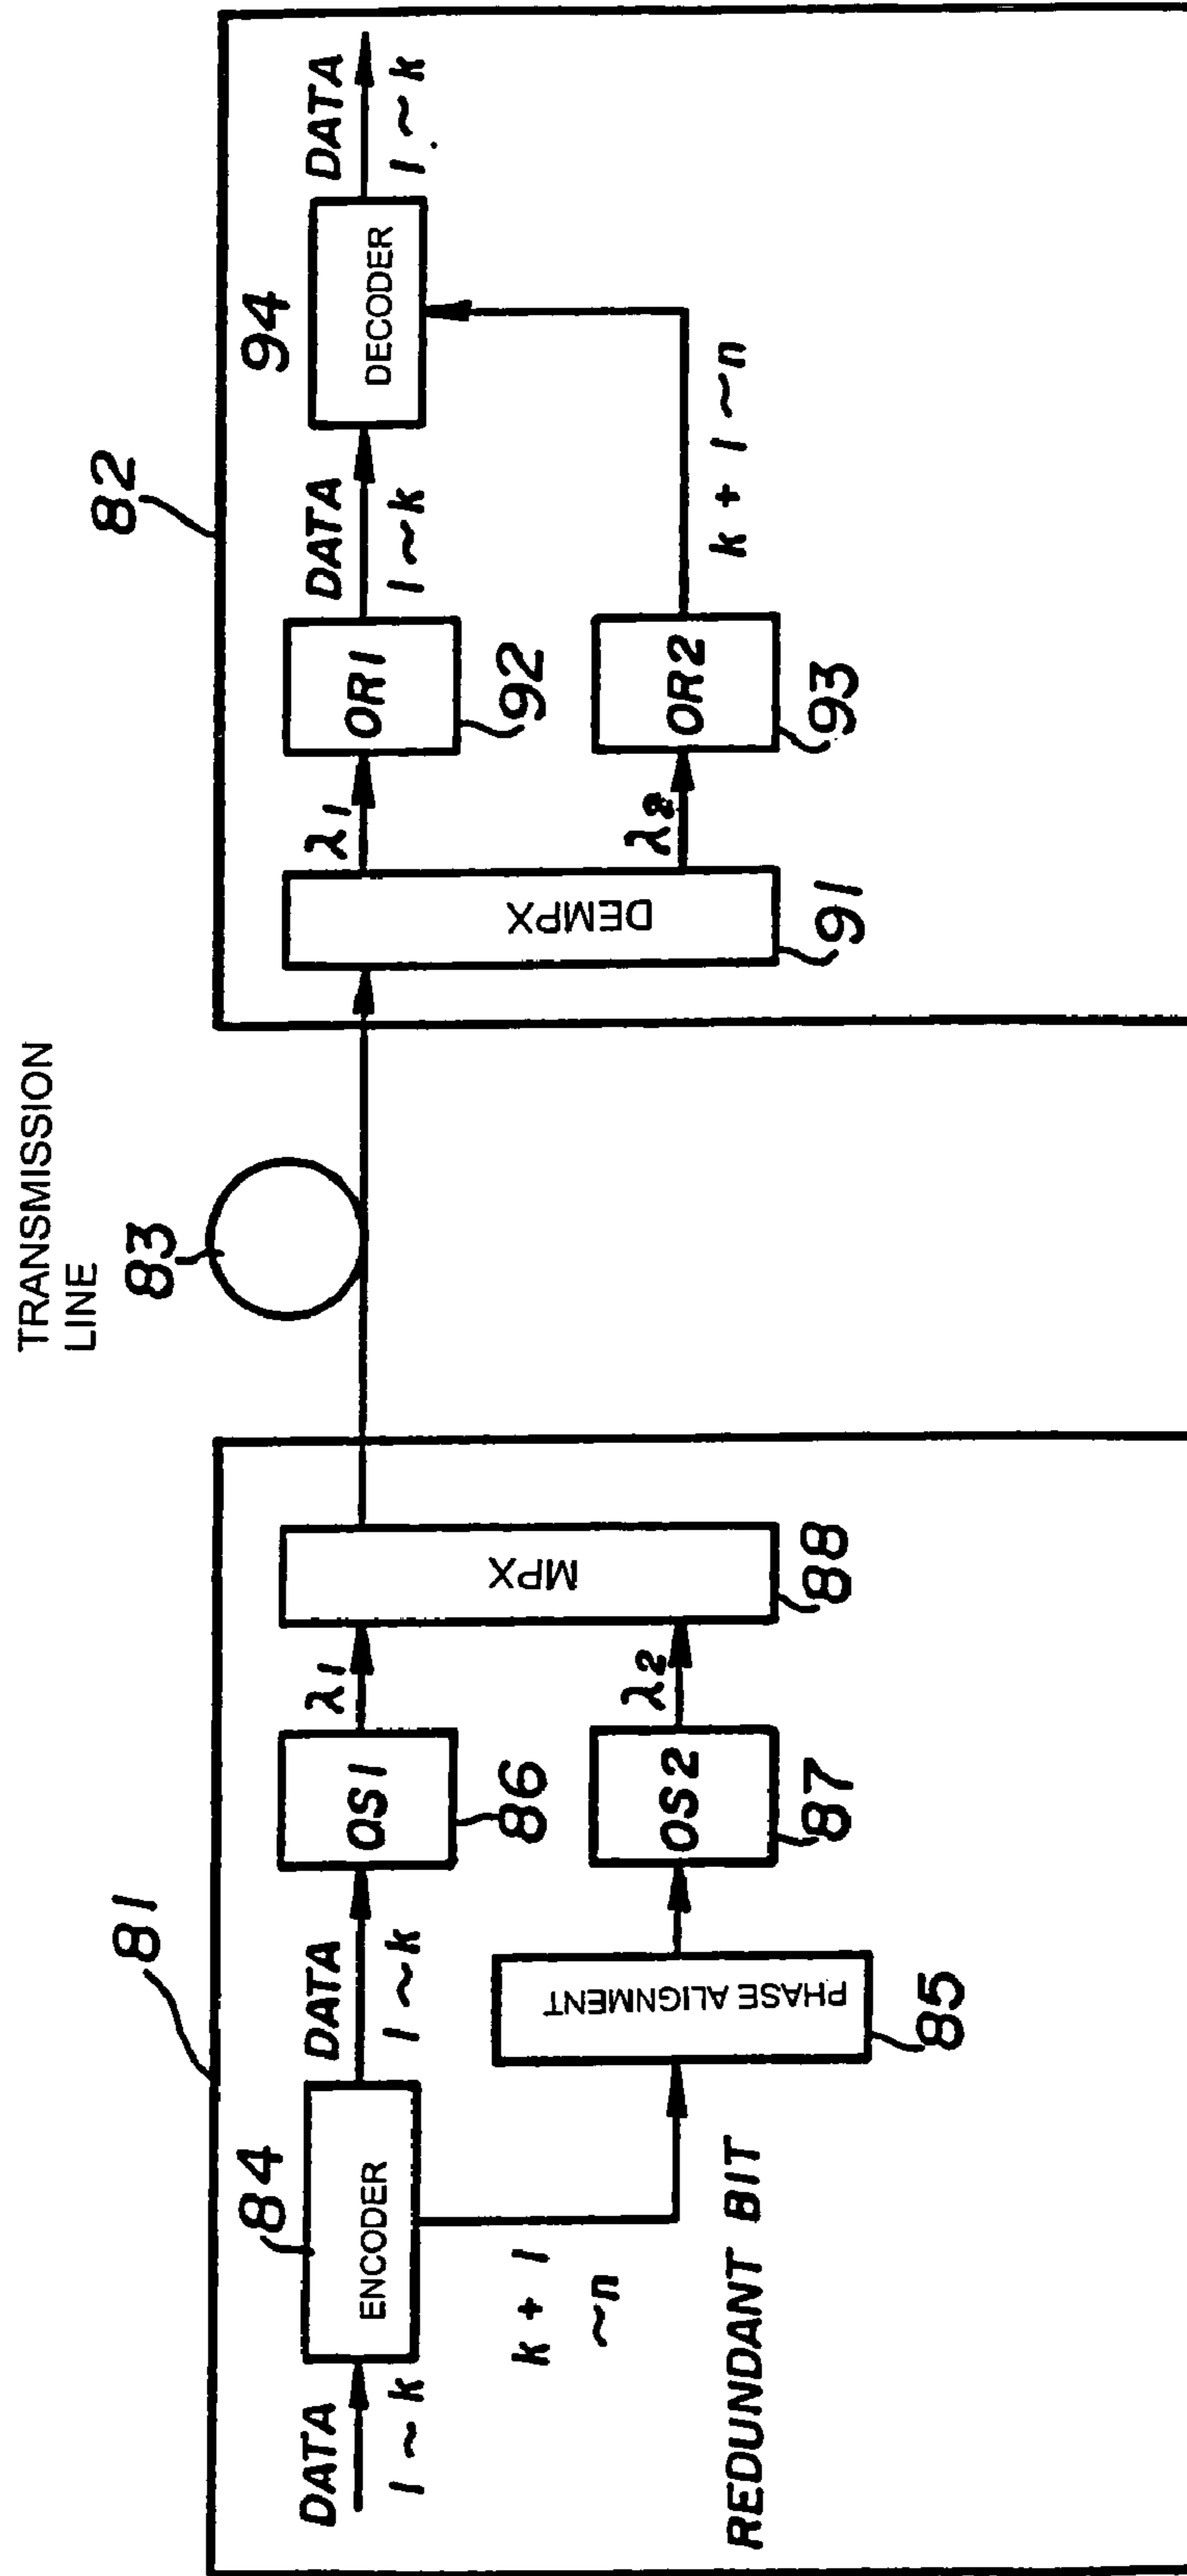 TRANSMISSION
LINE
83
81
84
DATA
1 ~ k
ENCODER
DATA
1 ~ k
k + 1
~n
REDUNDANT BIT
PHASE ALIGNMENT
85
OS1
86
OS2
87
λ1
λ2
MPX
88
82
DEMPX
91
λ1
λ2
OR1
92
OR2
93
DATA
1 ~ k
k + 1 ~ n
94
DECODER
DATA
1 ~ k